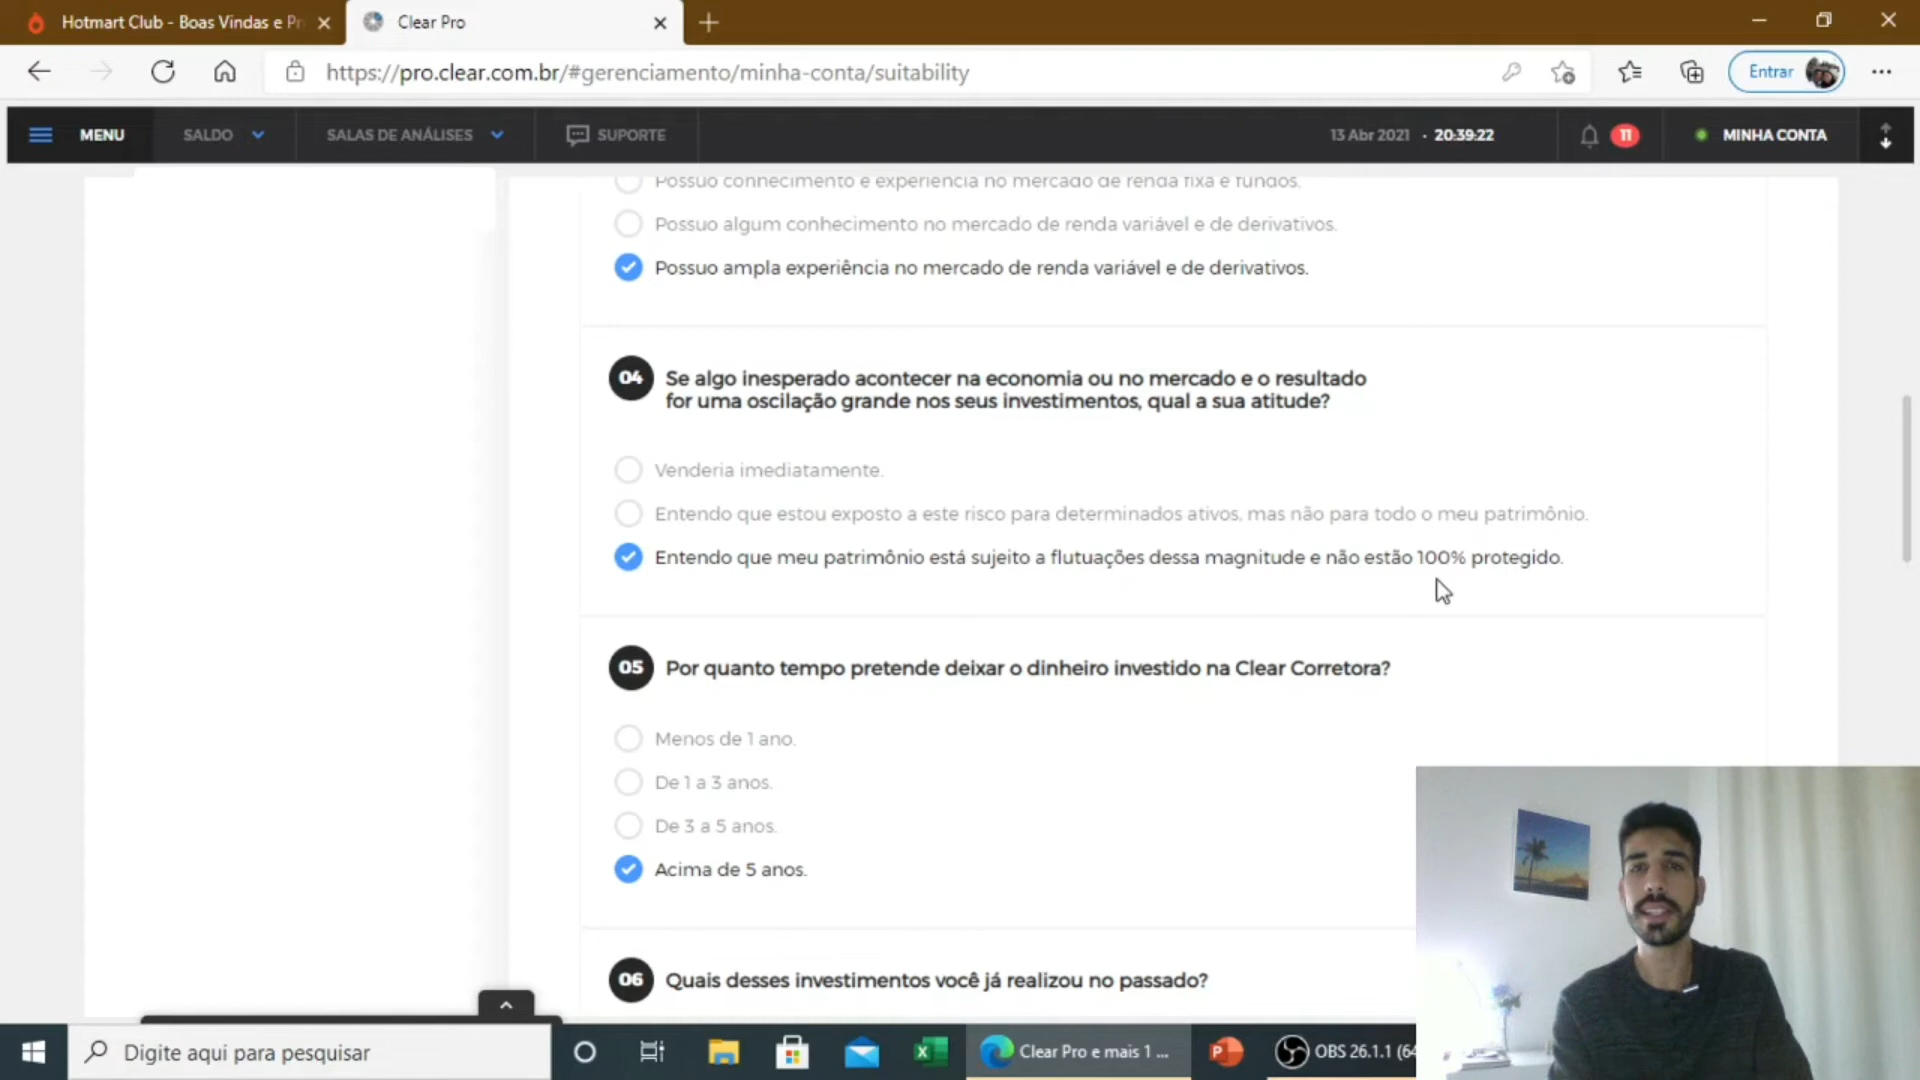 Hotmart Club - Boas Vindas e Pr
Clear Pro
https://pro.clear.com.br/#gerenciamento/minha-conta/suitability
Entrar
MENU
SALDO
SALAS DE ANÁLISES
SUPORTE
13 Abr 2021 · 20:39:22
11
MINHA CONTA
Possuo conhecimento e experiência no mercado de renda fixa e fundos.
Possuo algum conhecimento no mercado de renda variável e de derivativos.
Possuo ampla experiência no mercado de renda variável e de derivativos.
04
Se algo inesperado acontecer na economia ou no mercado e o resultado
for uma oscilação grande nos seus investimentos, qual a sua atitude?
Venderia imediatamente.
Entendo que estou exposto a este risco para determinados ativos, mas não para todo o meu patrimônio.
Entendo que meu patrimônio está sujeito a flutuações dessa magnitude e não estão 100% protegido.
05
Por quanto tempo pretende deixar o dinheiro investido na Clear Corretora?
Menos de 1 ano.
De 1 a 3 anos.
De 3 a 5 anos.
Acima de 5 anos.
06
Quais desses investimentos você já realizou no passado?
Digite aqui para pesquisar
Clear Pro e mais 1 ...
OBS 26.1.1 (64